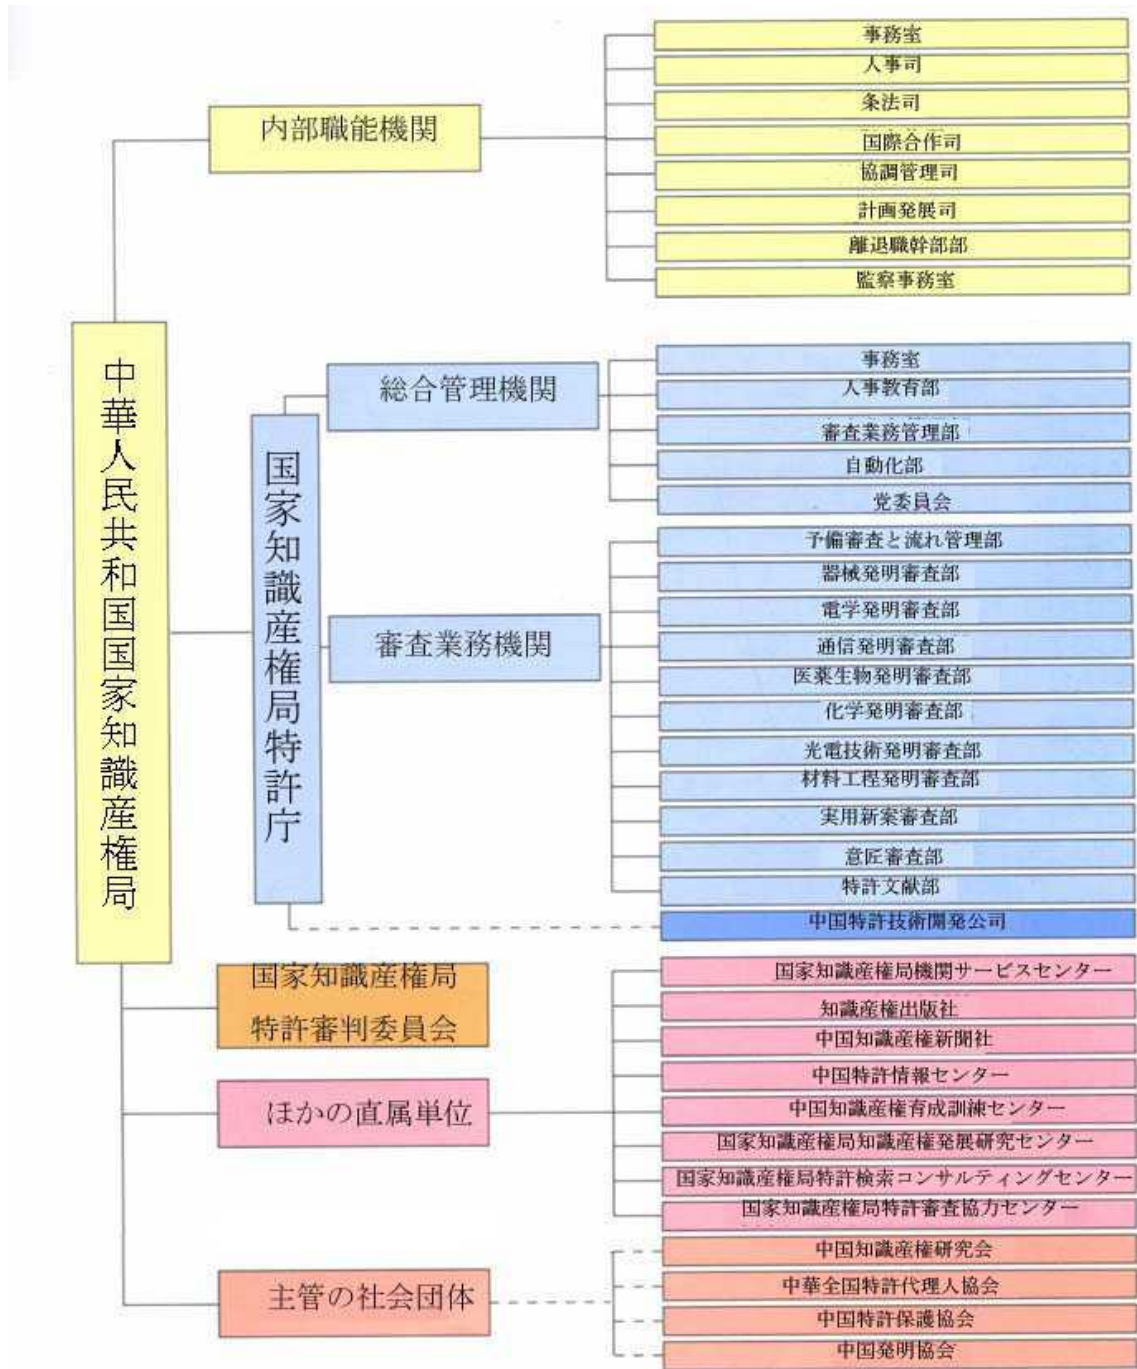 中華人民共和国国家知識産権局
内部職能機関
事務室
人事司
条法司
国際合作司
協調管理司
計画発展司
離退職幹部部
監察事務室
国家知識産権局特許庁
総合管理機関
事務室
人事教育部
審査業務管理部
自動化部
党委員会
審査業務機関
予備審査と流れ管理部
器械発明審査部
電学発明審査部
通信発明審査部
医薬生物発明審査部
化学発明審査部
光電技術発明審査部
材料工程発明審査部
実用新案審査部
意匠審査部
特許文献部
中国特許技術開発公司
国家知識産権局
特許審判委員会
ほかの直属単位
国家知識産権局機関サービスセンター
知識産権出版社
中国知識産権新聞社
中国特許情報センター
中国知識産権育成訓練センター
国家知識産権局知識産権発展研究センター
国家知識産権局特許検索コンサルティングセンター
国家知識産権局特許審査協力センター
主管の社会団体
中国知識産権研究会
中華全国特許代理人協会
中国特許保護協会
中国発明協会